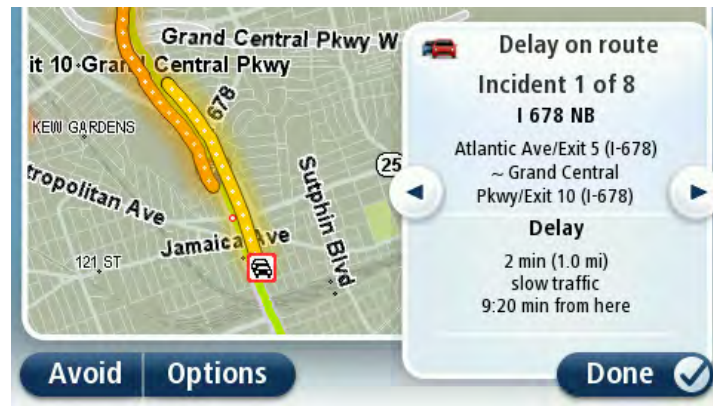 Grand Central Pkwy W
it 10-Grand Central Pkwy
678
KEW GARDENS
tropolitan Ave
25
Sutphin Blvd
Jamaica Ave
121 ST
Delay on route
Incident 1 of 8
I 678 NB
Atlantic Ave/Exit 5 (I-678)
~ Grand Central
Pkwy/Exit 10 (I-678)
Delay
2 min (1.0 mi)
slow traffic
9:20 min from here
Avoid
Options
Done